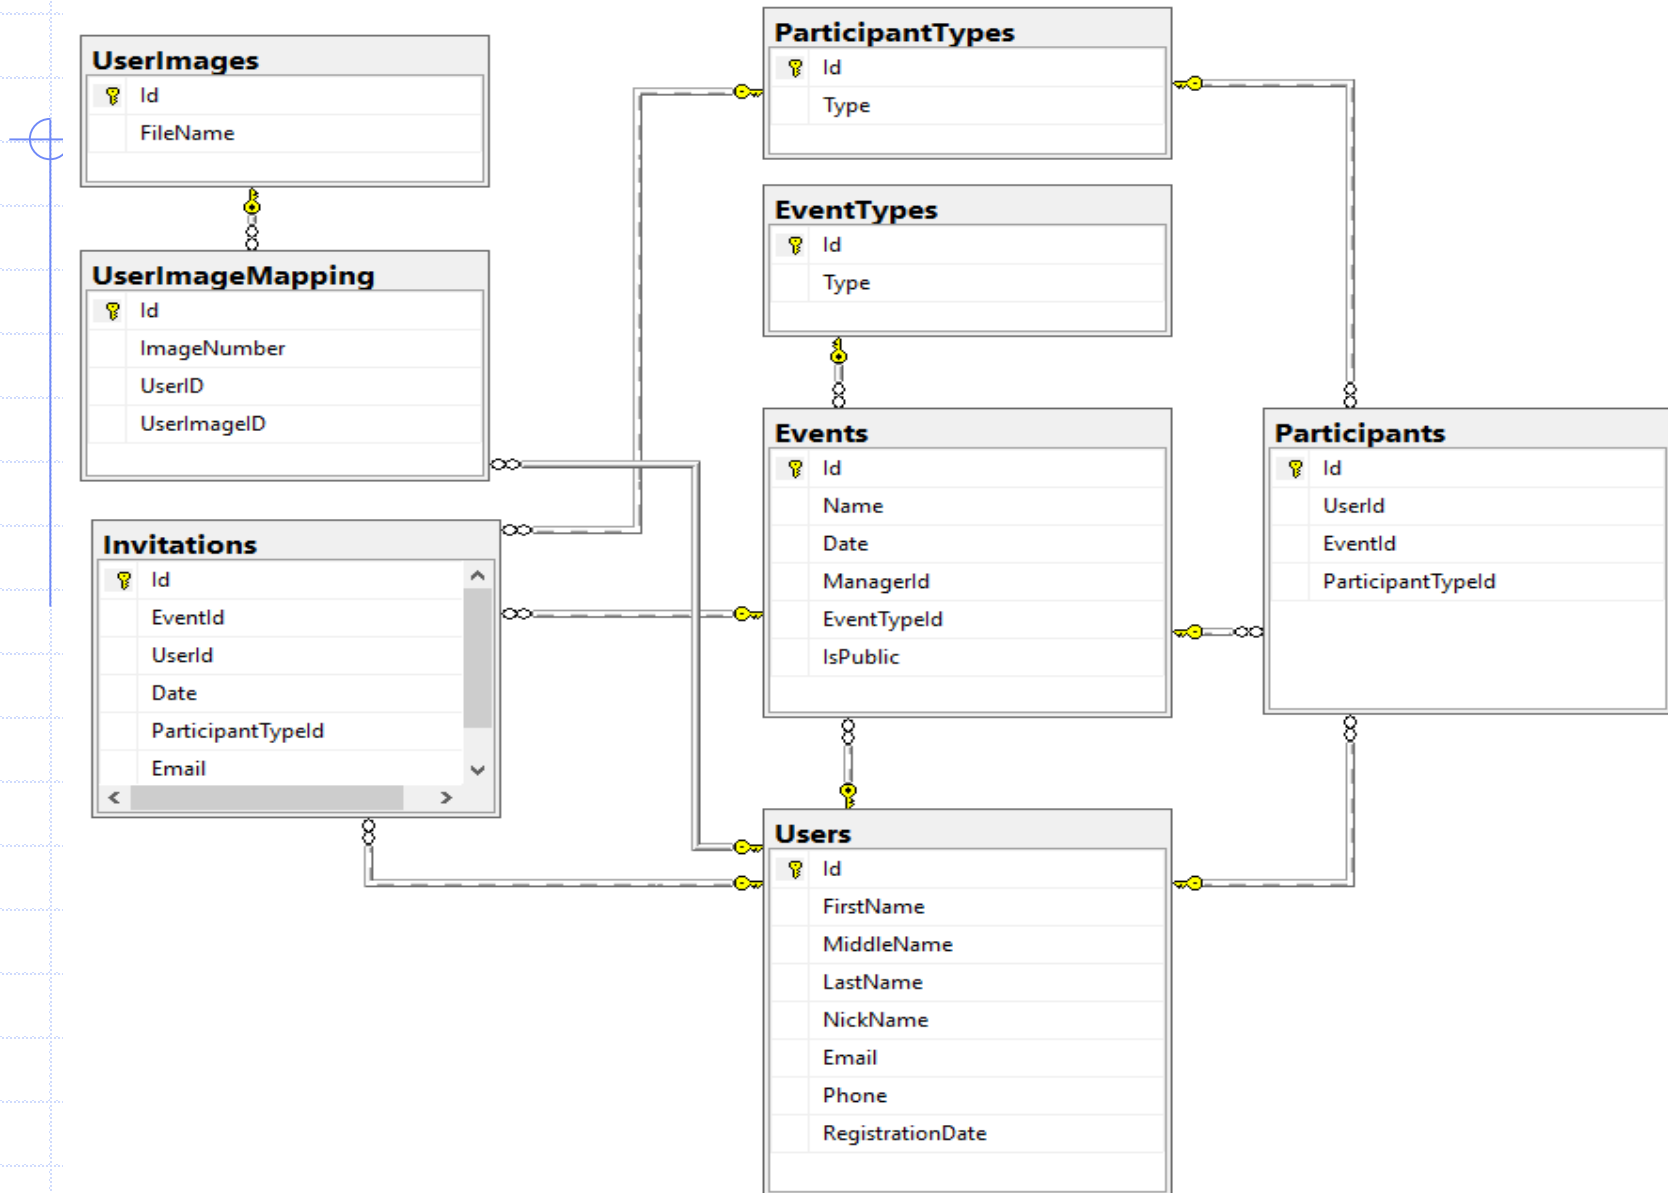 UserImages
Id
FileName
UserImageMapping
Id
ImageNumber
UserID
UserImageID
Invitations
Id
EventId
UserId
Date
ParticipantTypeId
Email
ParticipantTypes
Id
Type
EventTypes
Id
Type
Events
Id
Name
Date
ManagerId
EventTypeId
IsPublic
Users
Id
FirstName
MiddleName
LastName
NickName
Email
Phone
RegistrationDate
Participants
Id
UserId
EventId
ParticipantTypeId